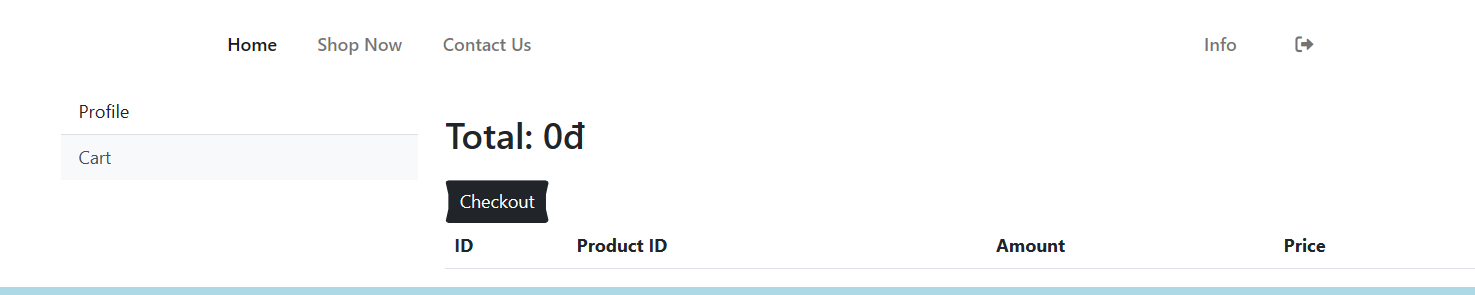 Home Shop Now Contact Us Info
Profile
Cart
Total: 0đ
Checkout
ID Product ID Amount Price